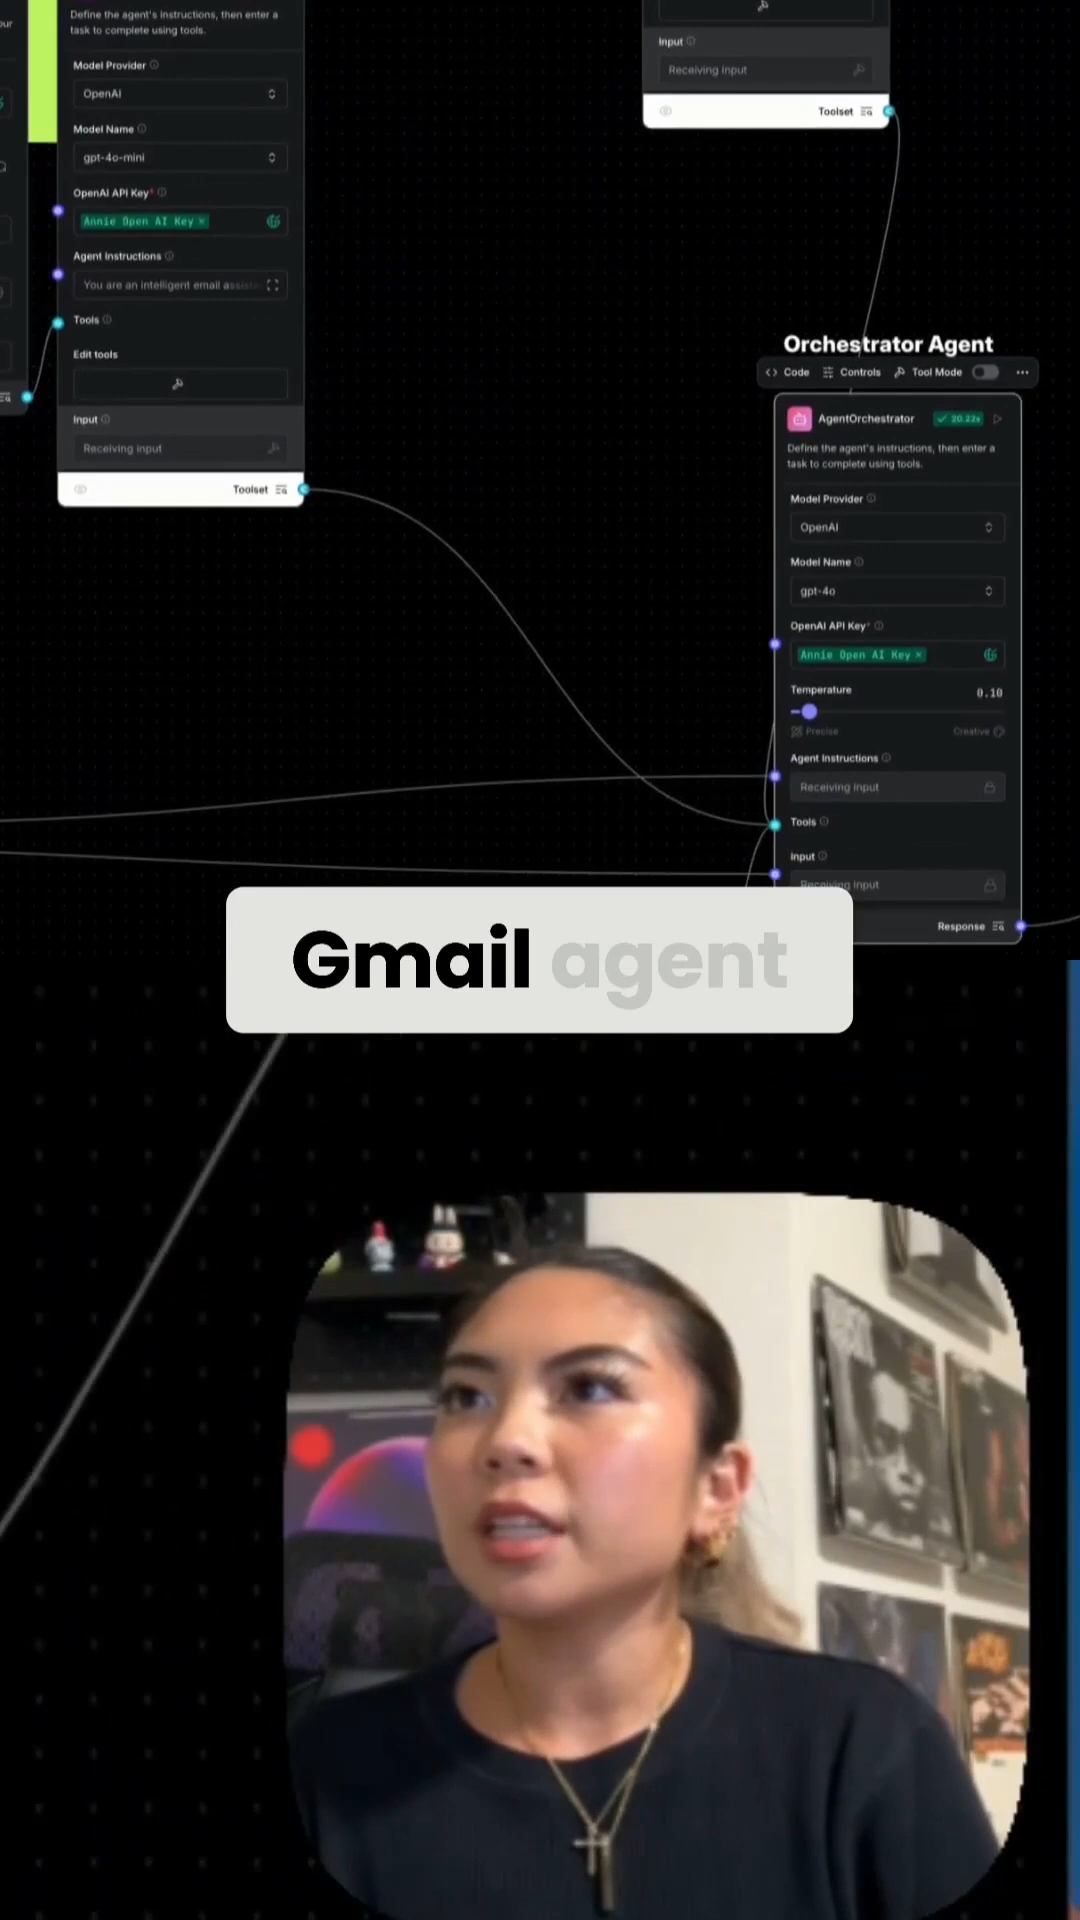 our
Define the agent's instructions, then enter a
task to complete using tools.
Model Provider
OpenAI
Model Name
gpt-4o-mini
OpenAI API Key*
Annie Open AI Key ×
Agent Instructions
You are an intelligent email assista
Tools
Edit tools
Input
Receiving input
Toolset
Input
Receiving input
Toolset
Orchestrator Agent
Code
Controls
Tool Mode
AgentOrchestrator
20.22s
Define the agent's instructions, then enter a
task to complete using tools.
Model Provider
OpenAI
Model Name
gpt-4o
OpenAI API Key*
Annie Open AI Key ×
Temperature
0.10
Precise
Creative
Agent Instructions
Receiving input
Tools
Input
Receiving input
Response
Gmail agent